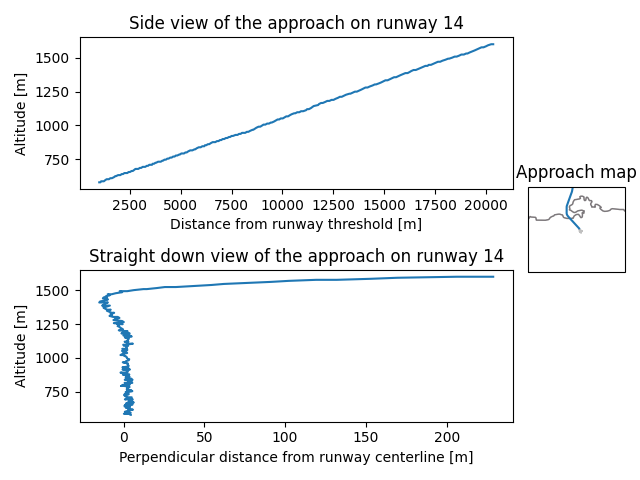 Side view of the approach on runway 14
1500
1250
1000
750
Altitude [m]
2500 5000 7500 10000 12500 15000 17500 20000
Distance from runway threshold [m]
Approach map
Straight down view of the approach on runway 14
1500
1250
1000
750
Altitude [m]
0 50 100 150 200
Perpendicular distance from runway centerline [m]